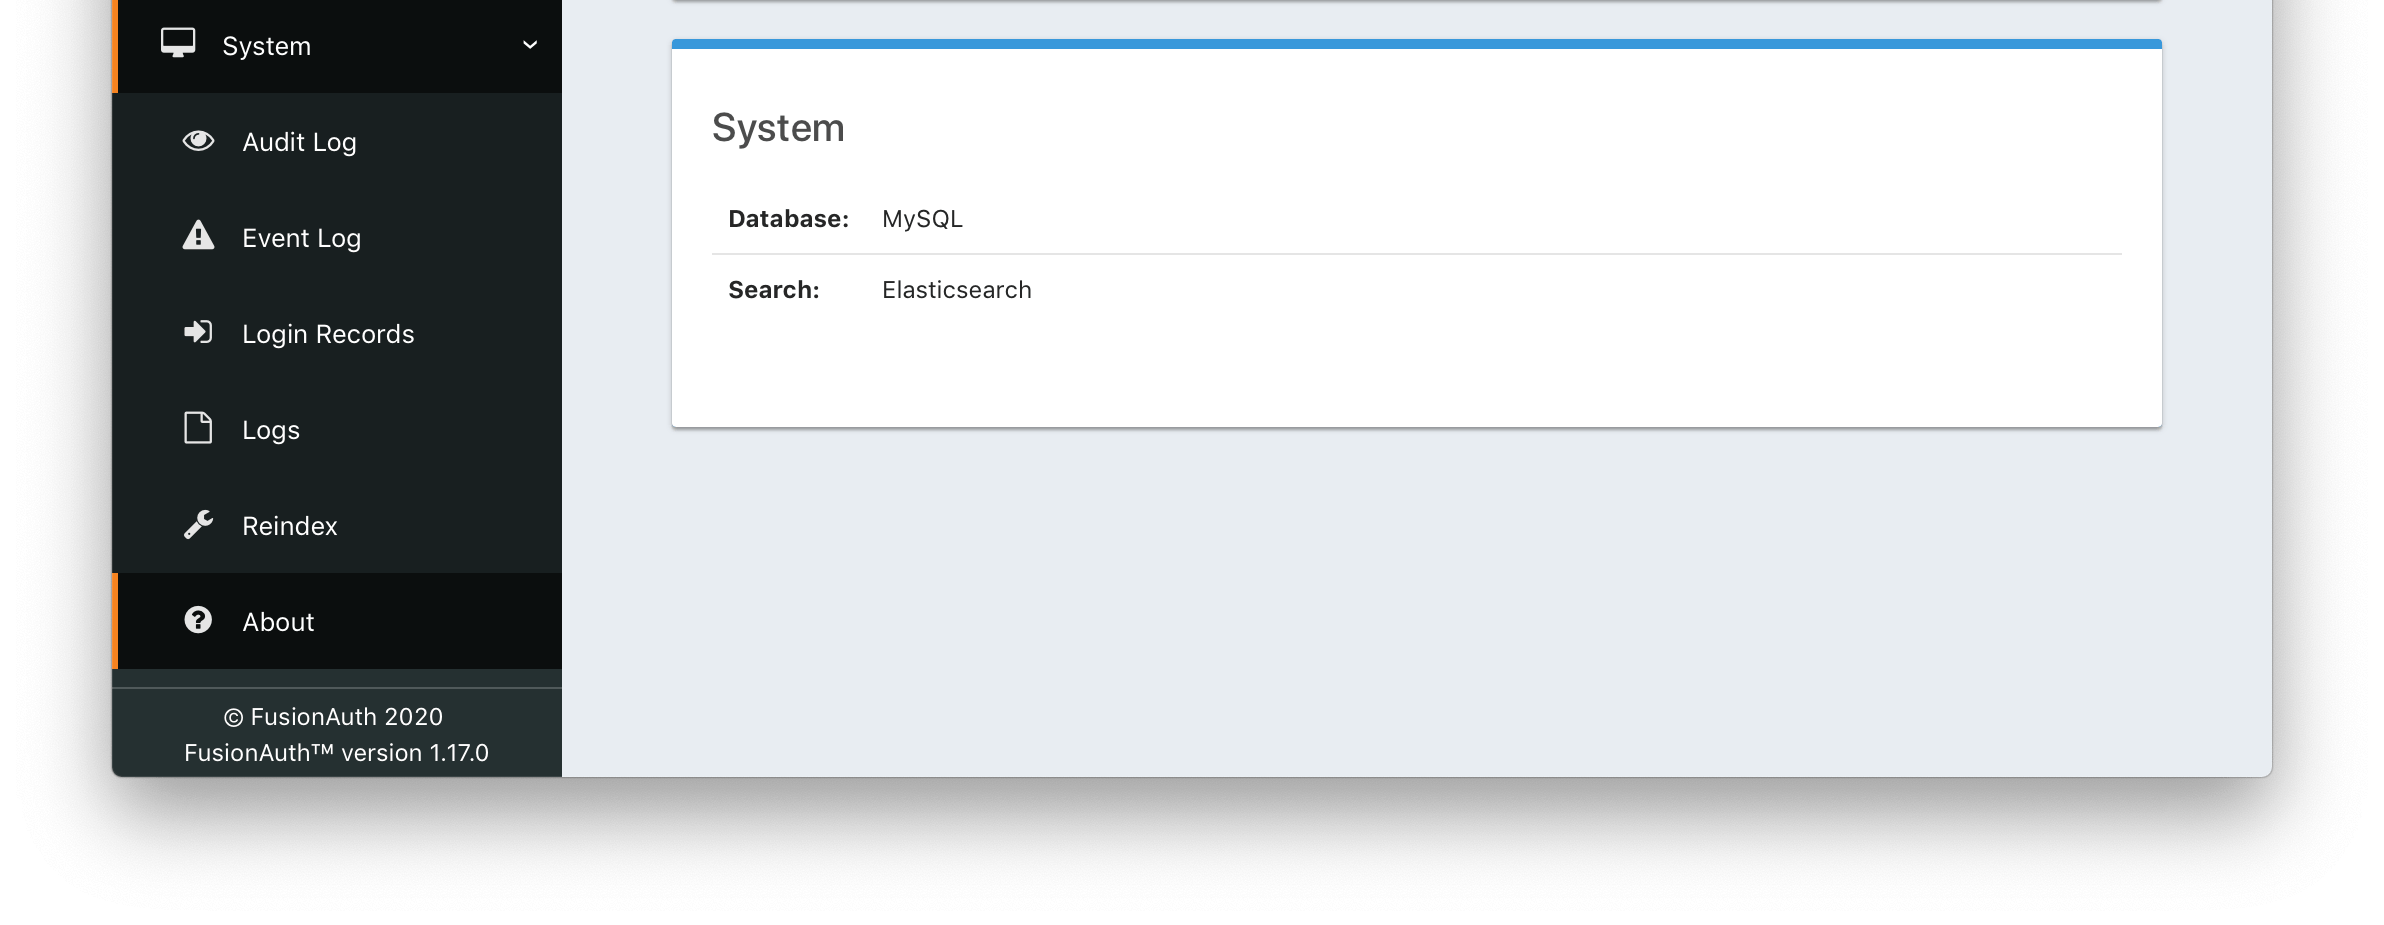 System
Audit Log
Event Log
Login Records
Logs
Reindex
About
© FusionAuth 2020
FusionAuth™ version 1.17.0
System
Database: MySQL
Search: Elasticsearch